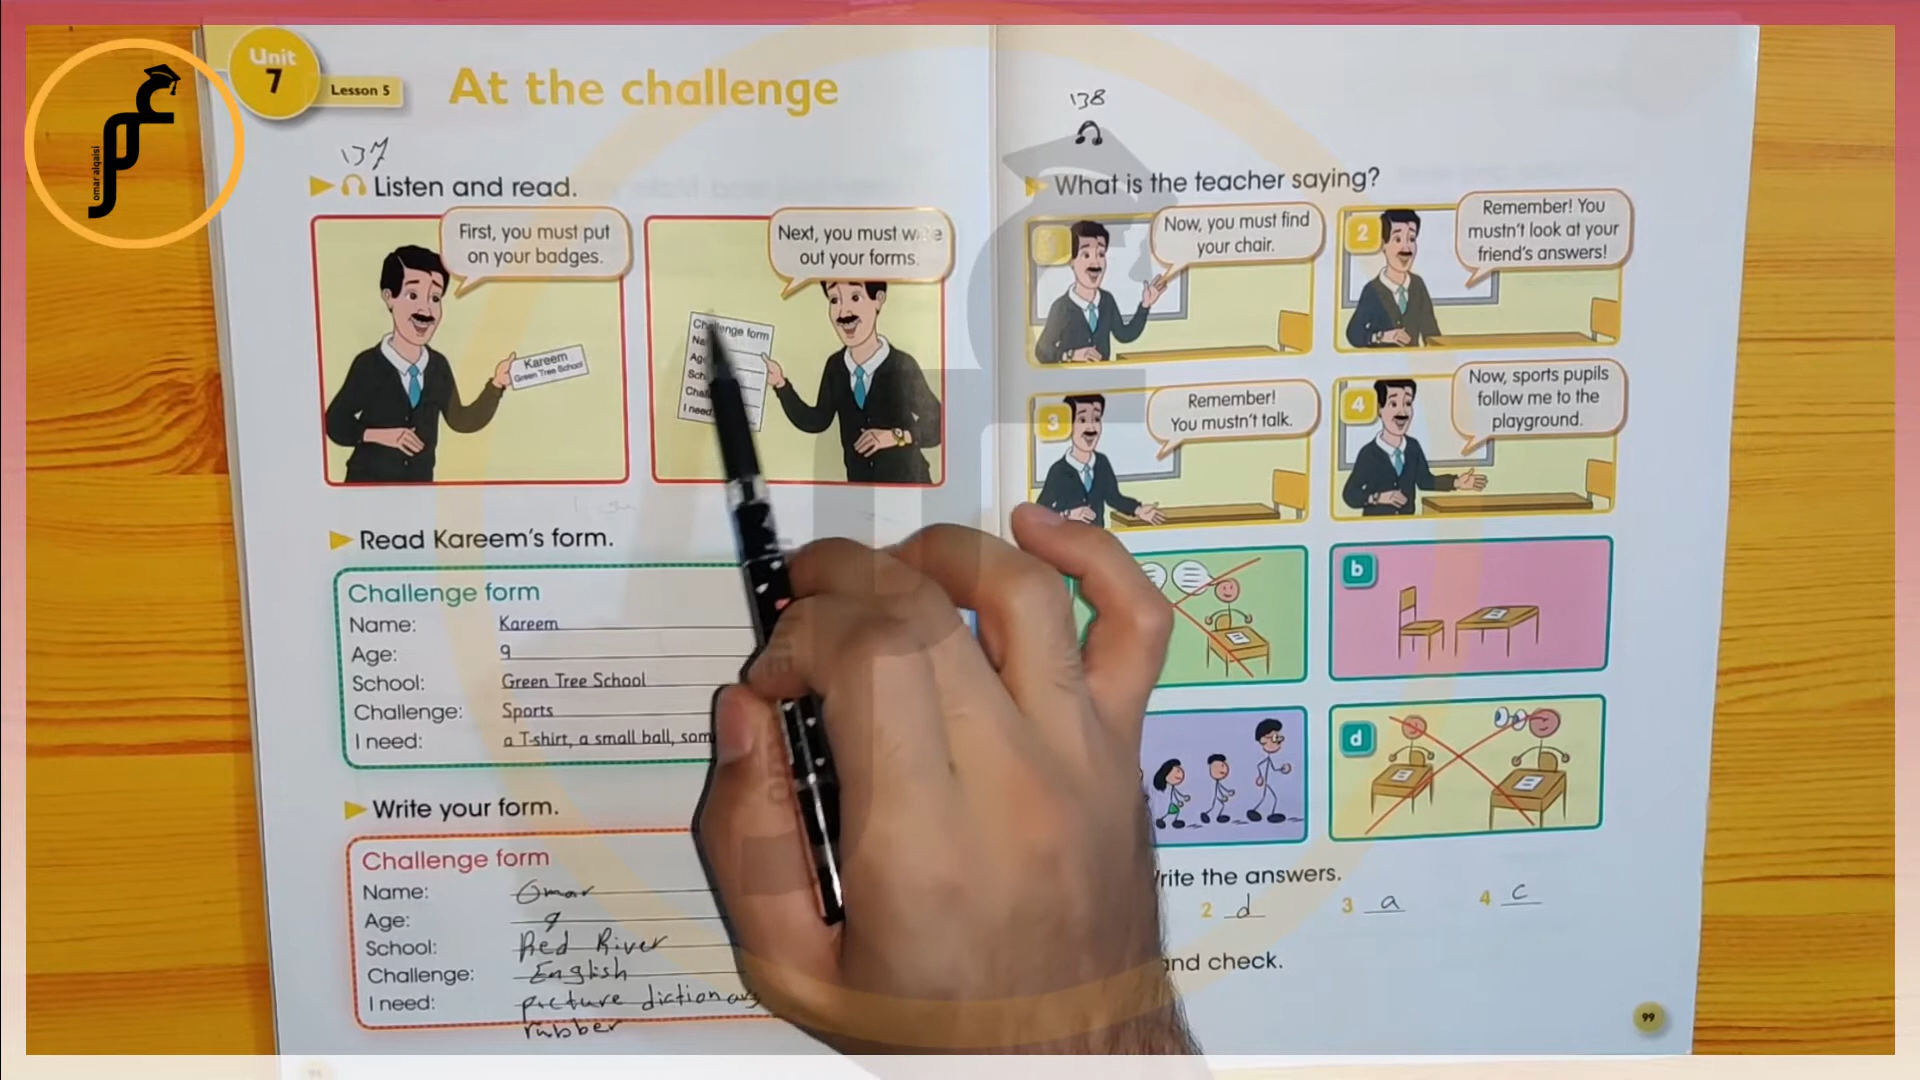 omar alqaisi
Unit
7
Lesson 5
At the challenge
137
Listen and read.
First, you must put
on your badges.
Kareem
Green Tree School
Next, you must
out your forms.
Challenge form
I need
Read Kareem's form.
Challenge form
Name: Kareem
Age: 9
School: Green Tree School
Challenge: Sports
I need: a T-shirt, a small ball,
Write your form.
Challenge form
Name: Omar
Age: 9
School: Red River
Challenge: English
I need: picture dictionary
rubber
138
What is the teacher saying?
1
Now, you must find
your chair.
2
Remember! You
mustn't look at your
friend's answers!
3
Remember!
You mustn't talk.
4
Now, sports pupils
follow me to the
playground.
b
d
the answers.
2 d 3 a 4 c
and check.
99